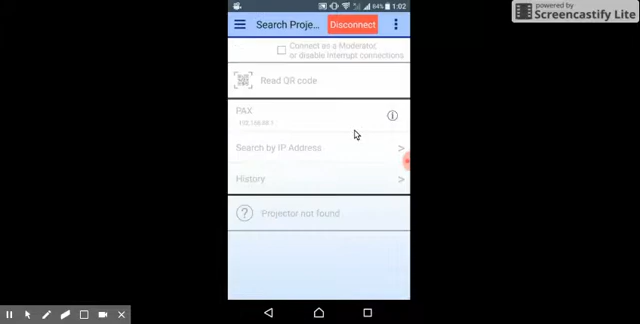 powered by
Screencastify Lite
84% 1:02
Search Proje... Disconnect
Connect as a Moderator,
or disable Interrupt connections
Read QR code
PAX
Search by IP Address >
History >
? Projector not found